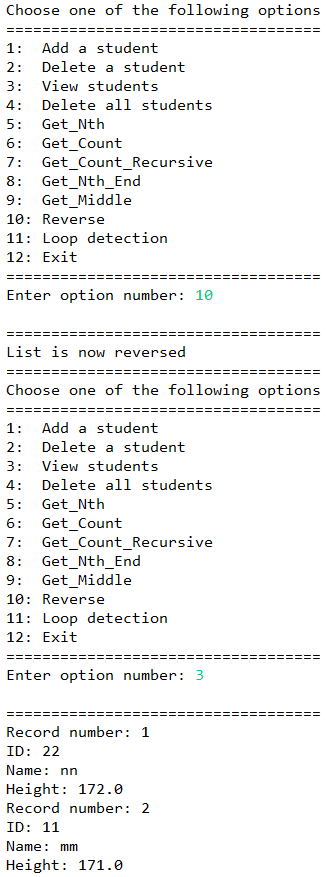 Choose one of the following options
===================================
1:  Add a student
2:  Delete a student
3:  View students
4:  Delete all students
5:  Get_Nth
6:  Get_Count
7:  Get_Count_Recursive
8:  Get_Nth_End
9:  Get_Middle
10: Reverse
11: Loop detection
12: Exit
===================================
Enter option number: 10
===================================
List is now reversed
===================================
Choose one of the following options
===================================
1:  Add a student
2:  Delete a student
3:  View students
4:  Delete all students
5:  Get_Nth
6:  Get_Count
7:  Get_Count_Recursive
8:  Get_Nth_End
9:  Get_Middle
10: Reverse
11: Loop detection
12: Exit
===================================
Enter option number: 3
===================================
Record number: 1
ID: 22
Name: nn
Height: 172.0
Record number: 2
ID: 11
Name: mm
Height: 171.0